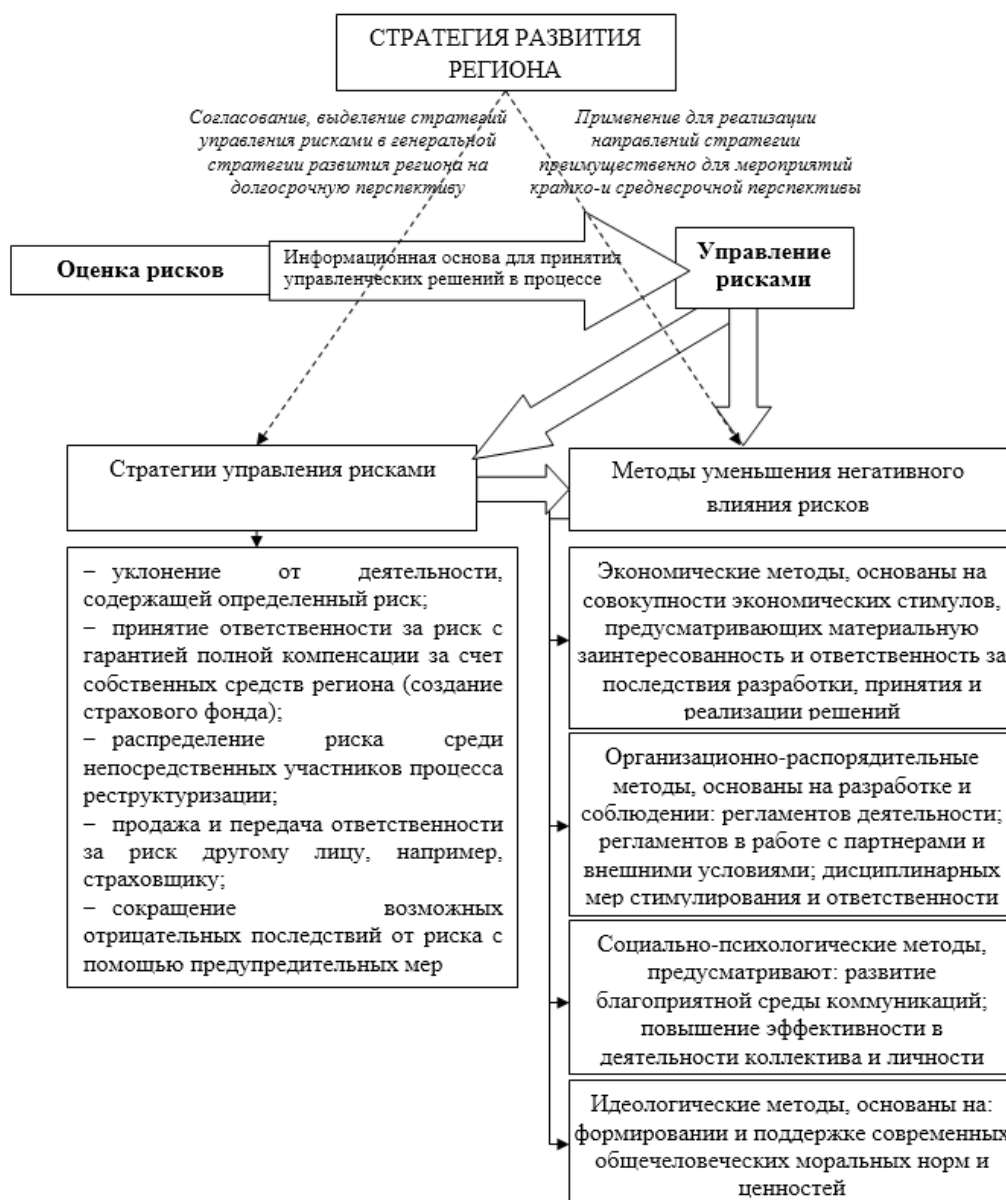 СТРАТЕГИЯ РАЗВИТИЯ
РЕГИОНА
Согласование, выделение стратегий
управления рисками в генеральной
стратегии развития региона на
долгосрочную перспективу
Применение для реализации
направлений стратегии
преимущественно для мероприятий
кратко-и среднесрочной перспективы
Оценка рисков
Информационная основа для принятия
управленческих решений в процессе
Управление
рисками
Стратегии управления рисками
Методы уменьшения негативного
влияния рисков
– уклонение от деятельности,
содержащей определенный риск;
– принятие ответственности за риск с
гарантией полной компенсации за счет
собственных средств региона (создание
страхового фонда);
– распределение риска среди
непосредственных участников процесса
реструктуризации;
– продажа и передача ответственности
за риск другому лицу, например,
страховщику;
– сокращение возможных
отрицательных последствий от риска с
помощью предупредительных мер
Экономические методы, основаны на
совокупности экономических стимулов,
предусматривающих материальную
заинтересованность и ответственность за
последствия разработки, принятия и
реализации решений
Организационно-распорядительные
методы, основаны на разработке и
соблюдении: регламентов деятельности;
регламентов в работе с партнерами и
внешними условиями; дисциплинарных
мер стимулирования и ответственности
Социально-психологические методы,
предусматривают: развитие
благоприятной среды коммуникаций;
повышение эффективности в
деятельности коллектива и личности
Идеологические методы, основаны на:
формировании и поддержке современных
общечеловеческих моральных норм и
ценностей